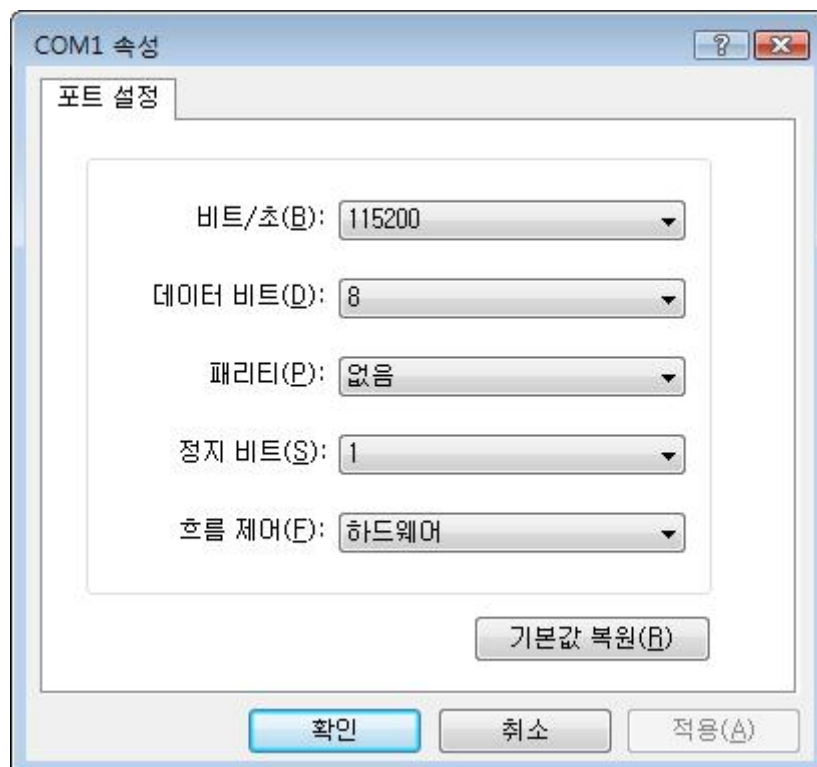 COM1 속성
포트 설정
비트/초(B): 115200
데이터 비트(D): 8
패리티(P): 없음
정지 비트(S): 1
흐름 제어(F): 하드웨어
기본값 복원(R)
확인 취소 적용(A)